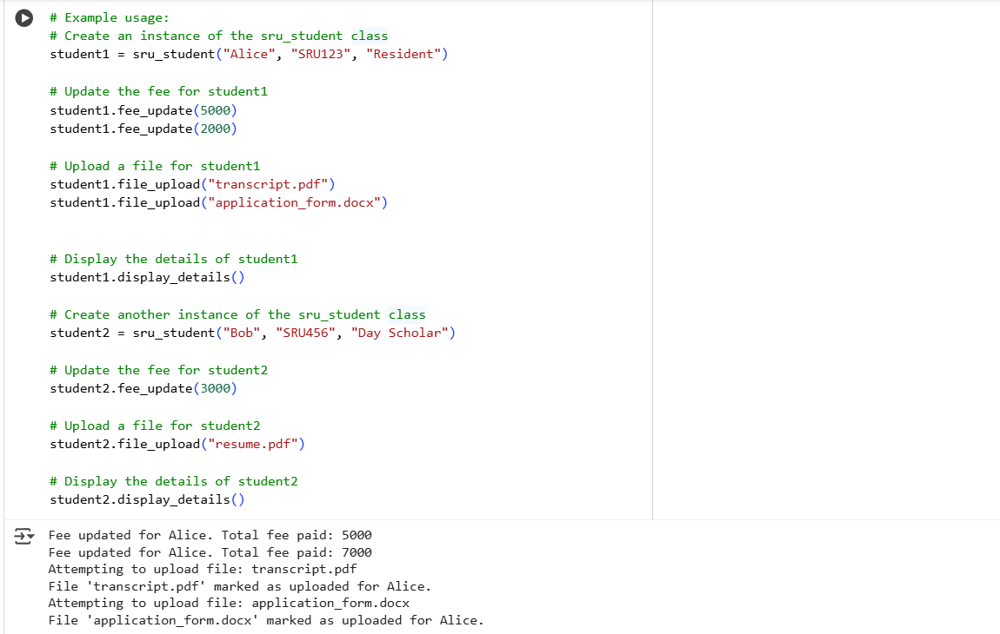 # Example usage:
# Create an instance of the sru_student class
student1 = sru_student("Alice", "SRU123", "Resident")
# Update the fee for student1
student1.fee_update(5000)
student1.fee_update(2000)
# Upload a file for student1
student1.file_upload("transcript.pdf")
student1.file_upload("application_form.docx")
# Display the details of student1
student1.display_details()
# Create another instance of the sru_student class
student2 = sru_student("Bob", "SRU456", "Day Scholar")
# Update the fee for student2
student2.fee_update(3000)
# Upload a file for student2
student2.file_upload("resume.pdf")
# Display the details of student2
student2.display_details()
Fee updated for Alice. Total fee paid: 5000
Fee updated for Alice. Total fee paid: 7000
Attempting to upload file: transcript.pdf
File 'transcript.pdf' marked as uploaded for Alice.
Attempting to upload file: application_form.docx
File 'application_form.docx' marked as uploaded for Alice.